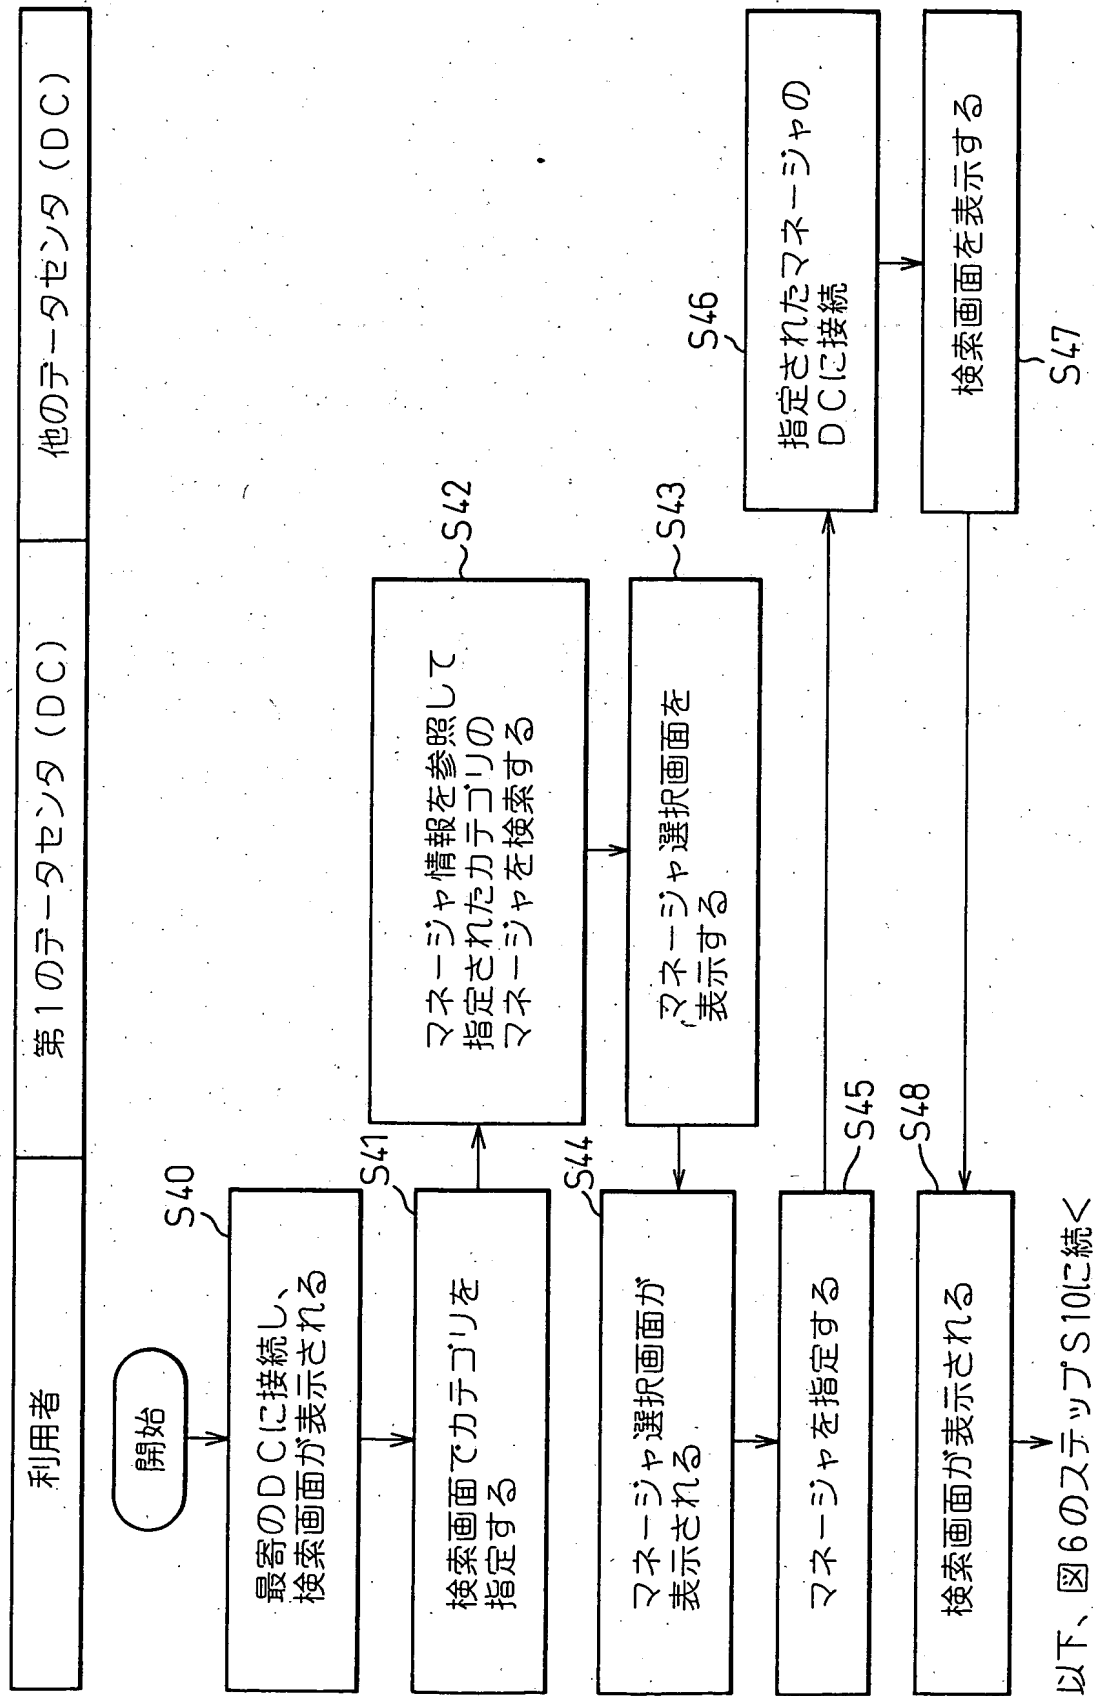 利用者
第1のデータセンタ(DC)
他のデータセンタ(DC)
開始
S40
最寄のDCに接続し、
検索画面が表示される
S41
検索画面でカテゴリを
指定する
S42
マネージャ情報を参照して
指定されたカテゴリの
マネージャを検索する
S43
マネージャ選択画面を
表示する
S44
マネージャ選択画面が
表示される
S45
マネージャを指定する
S46
指定されたマネージャの
DCに接続
S47
検索画面を表示する
S48
検索画面が表示される
以下、図6のステップS10に続く